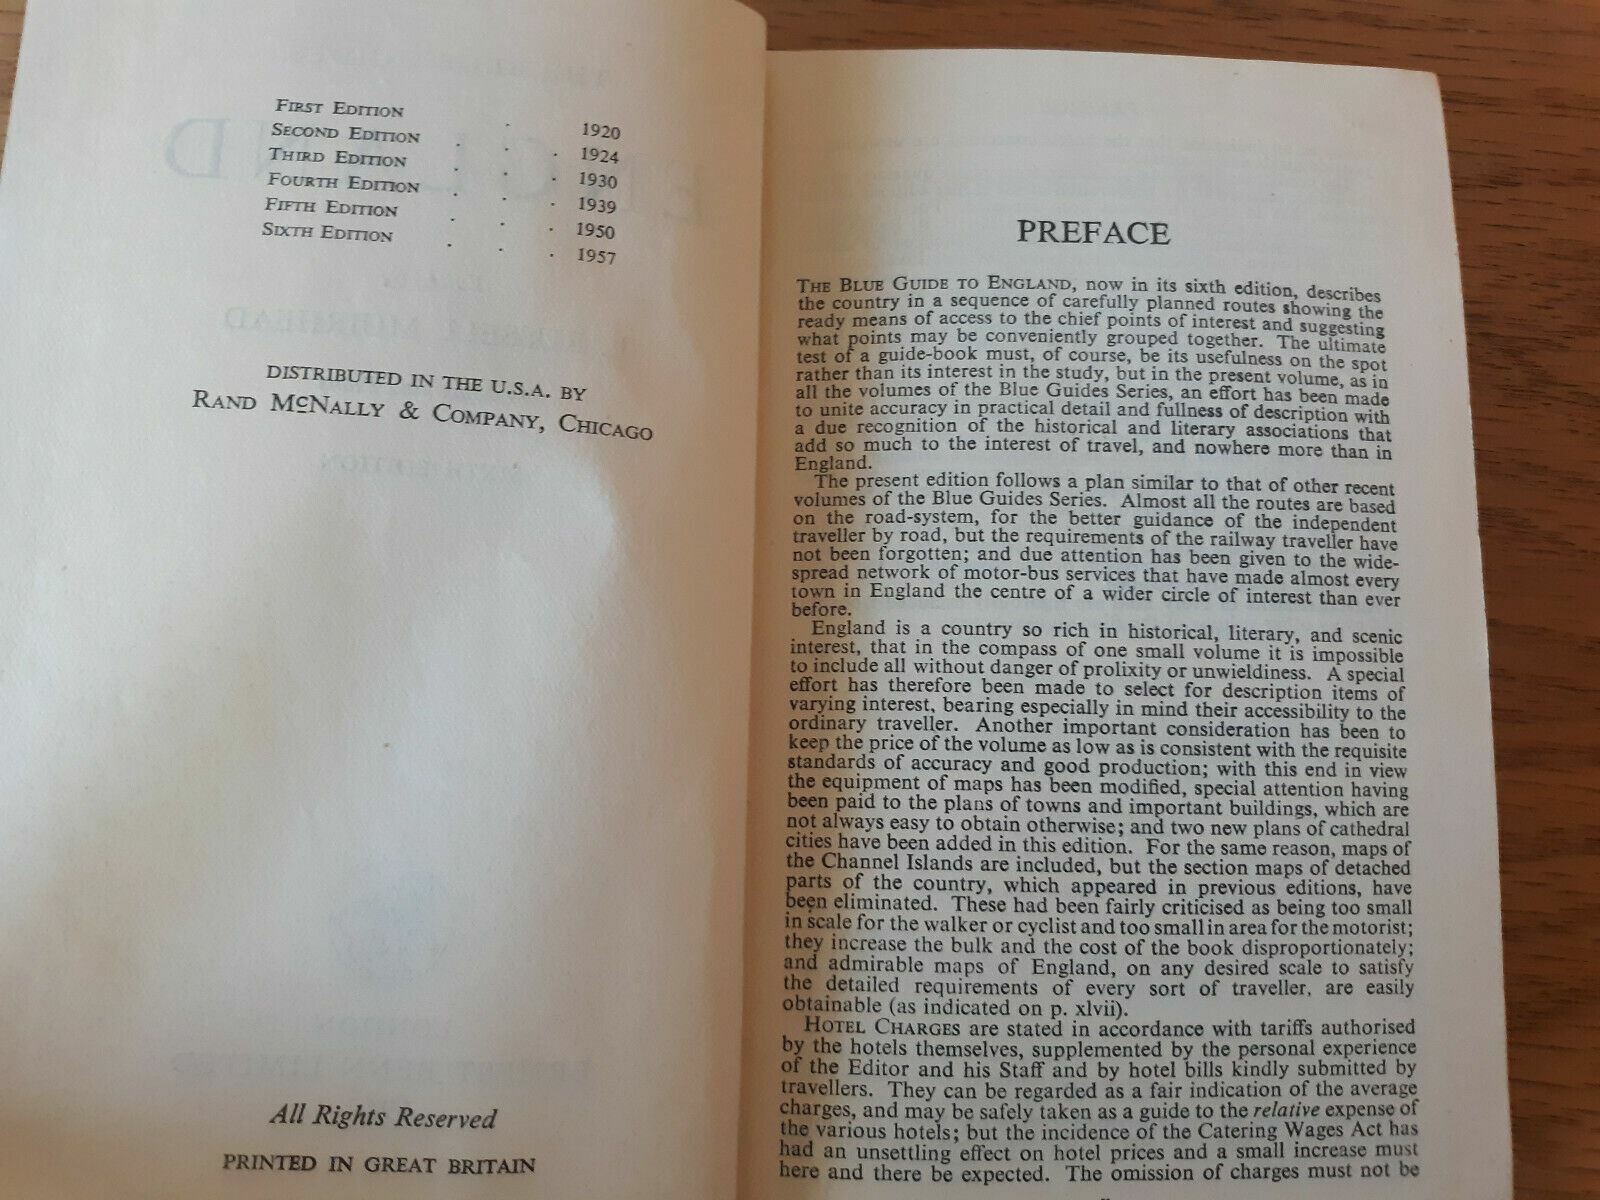 FIRST EDITION . 1920
SECOND EDITION . . . 1924
THIRD EDITION . . . 1930
FOURTH EDITION . . . 1939
FIFTH EDITION . . . 1950
SIXTH EDITION . . . 1957
DISTRIBUTED IN THE U.S.A. BY
RAND MCNALLY & COMPANY, CHICAGO
All Rights Reserved
PRINTED IN GREAT BRITAIN
PREFACE
THE BLUE GUIDE TO ENGLAND, now in its sixth edition, describes
the country in a sequence of carefully planned routes showing the
ready means of access to the chief points of interest and suggesting
what points may be conveniently grouped together. The ultimate
test of a guide-book must, of course, be its usefulness on the spot
rather than its interest in the study, but in the present volume, as in
all the volumes of the Blue Guides Series, an effort has been made
to unite accuracy in practical detail and fullness of description with
a due recognition of the historical and literary associations that
add so much to the interest of travel, and nowhere more than in
England.
The present edition follows a plan similar to that of other recent
volumes of the Blue Guides Series. Almost all the routes are based
on the road-system, for the better guidance of the independent
traveller by road, but the requirements of the railway traveller have
not been forgotten; and due attention has been given to the wide-
spread network of motor-bus services that have made almost every
town in England the centre of a wider circle of interest than ever
before.
England is a country so rich in historical, literary, and scenic
interest, that in the compass of one small volume it is impossible
to include all without danger of prolixity or unwieldiness. A special
effort has therefore been made to select for description items of
varying interest, bearing especially in mind their accessibility to the
ordinary traveller. Another important consideration has been to
keep the price of the volume as low as is consistent with the requisite
standards of accuracy and good production; with this end in view
the equipment of maps has been modified, special attention having
been paid to the plans of towns and important buildings, which are
not always easy to obtain otherwise; and two new plans of cathedral
cities have been added in this edition. For the same reason, maps of
the Channel Islands are included, but the section maps of detached
parts of the country, which appeared in previous editions, have
been eliminated. These had been fairly criticised as being too small
in scale for the walker or cyclist and too small in area for the motorist;
they increase the bulk and the cost of the book disproportionately;
and admirable maps of England, on any desired scale to satisfy
the detailed requirements of every sort of traveller, are easily
obtainable (as indicated on p. xlvii).
HOTEL CHARGES are stated in accordance with tariffs authorised
by the hotels themselves, supplemented by the personal experience
of the Editor and his Staff and by hotel bills kindly submitted by
travellers. They can be regarded as a fair indication of the average
charges, and may be safely taken as a guide to the relative expense of
the various hotels; but the incidence of the Catering Wages Act has
had an unsettling effect on hotel prices and a small increase must
here and there be expected. The omission of charges must not be